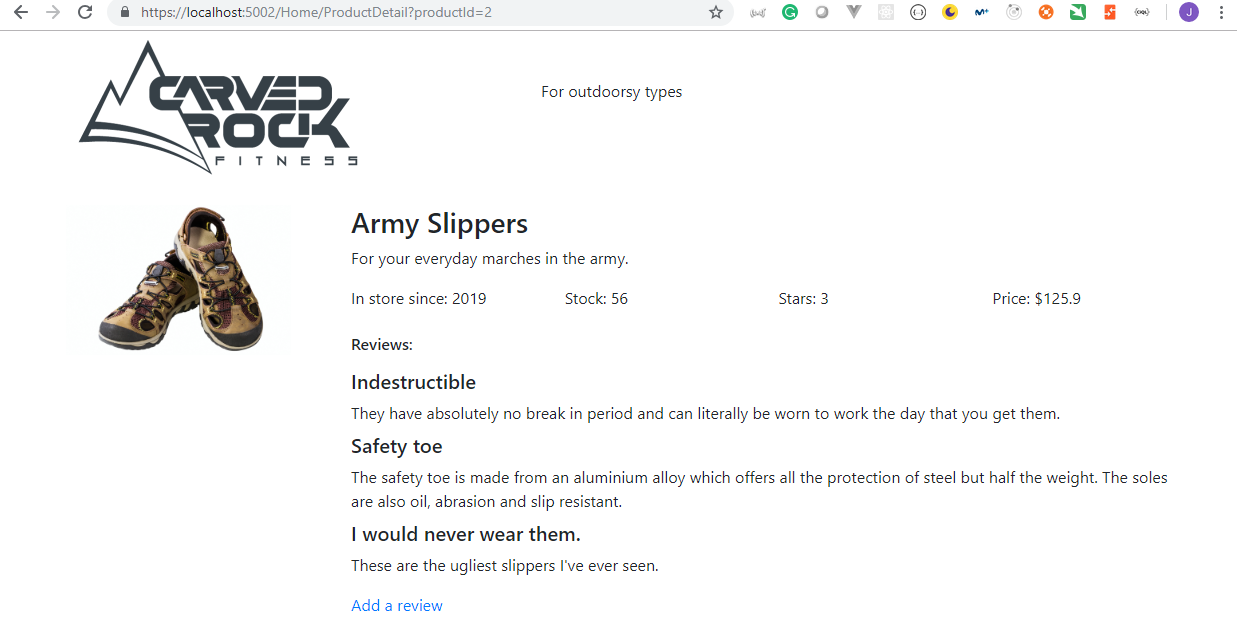 https://localhost:5002/Home/ProductDetail?productId=2
J
CARVED
ROCK
FITNESS
For outdoorsy types
Army Slippers
For your everyday marches in the army.
In store since: 2019 Stock: 56 Stars: 3 Price: $125.9
Reviews:
Indestructible
They have absolutely no break in period and can literally be worn to work the day that you get them.
Safety toe
The safety toe is made from an aluminium alloy which offers all the protection of steel but half the weight. The soles
are also oil, abrasion and slip resistant.
I would never wear them.
These are the ugliest slippers I've ever seen.
Add a review